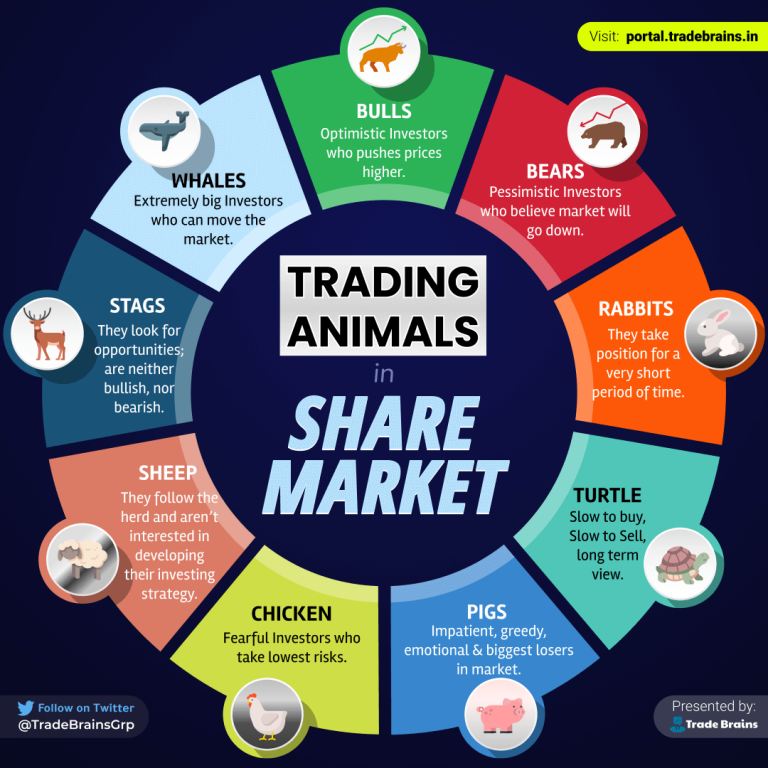 Visit: portal.tradebrains.in
TRADING
ANIMALS
in
SHARE
MARKET
BULLS
Optimistic Investors
who pushes prices
higher.
BEARS
Pessimistic Investors
who believe market will
go down.
RABBITS
They take
position for a
very short
period of time.
TURTLE
Slow to buy,
Slow to Sell,
long term
view.
PIGS
Impatient, greedy,
emotional & biggest losers
in market.
CHICKEN
Fearful Investors who
take lowest risks.
SHEEP
They follow the
herd and aren't
interested in
developing
their investing
strategy.
STAGS
They look for
opportunities;
are neither
bullish, nor
bearish.
WHALES
Extremely big Investors
who can move the
market.
Follow on Twitter
@TradeBrainsGrp
Presented by:
Trade Brains